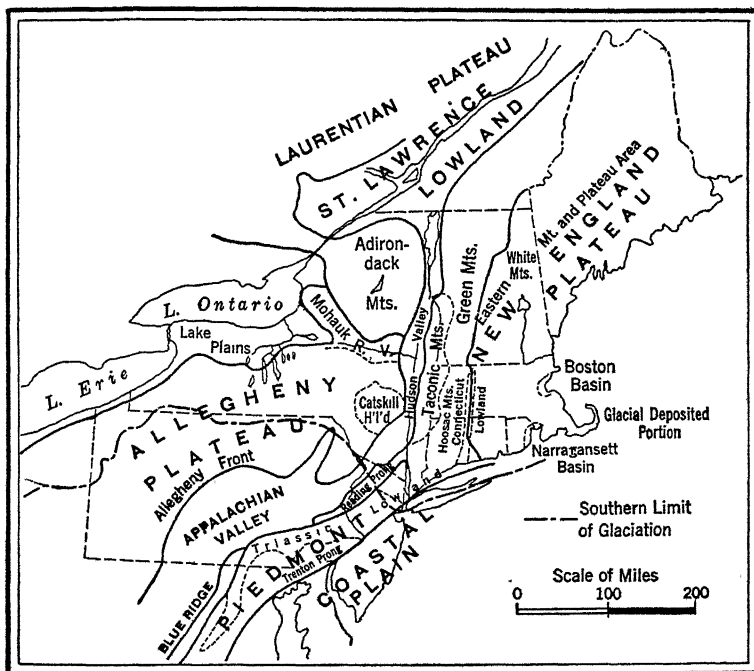 LAURENTIAN PLATEAU
ST. LAWRENCE
LOWLAND
Mt. and Plateau Area
NEW ENGLAND
PLATEAU
Adiron-
dack
Mts.
White
Mts.
Green Mts.
Eastern
L. Ontario
Mohauk R. V.
Valley
Hudson
Taconic Mts.
Lake
Plains
L. Erie
Boston
Basin
ALLEGHENY
PLATEAU
Catskill
H'l'd
Hoosac Mts.
Connecticut
Lowland
Glacial Deposited
Portion
Narragansett
Basin
Allegheny Front
Reading Prong
APPALACHIAN
VALLEY
Triassic Lowland
PIEDMONT
Trenton Prong
COASTAL
PLAIN
BLUE RIDGE
Southern Limit
of Glaciation
Scale of Miles
0 100 200